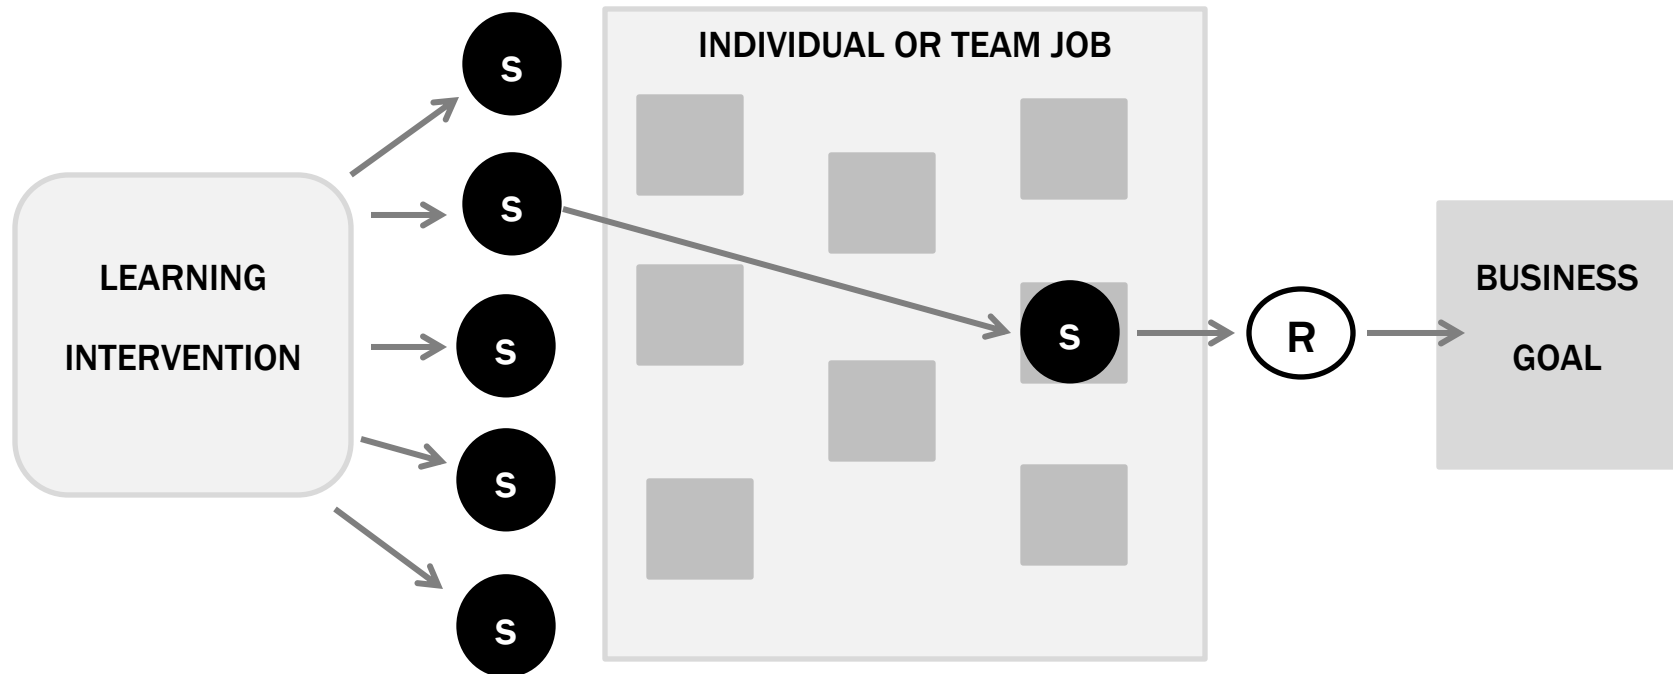 S
INDIVIDUAL OR TEAM JOB
S
LEARNING
INTERVENTION
S
S
S
S
R
BUSINESS
GOAL